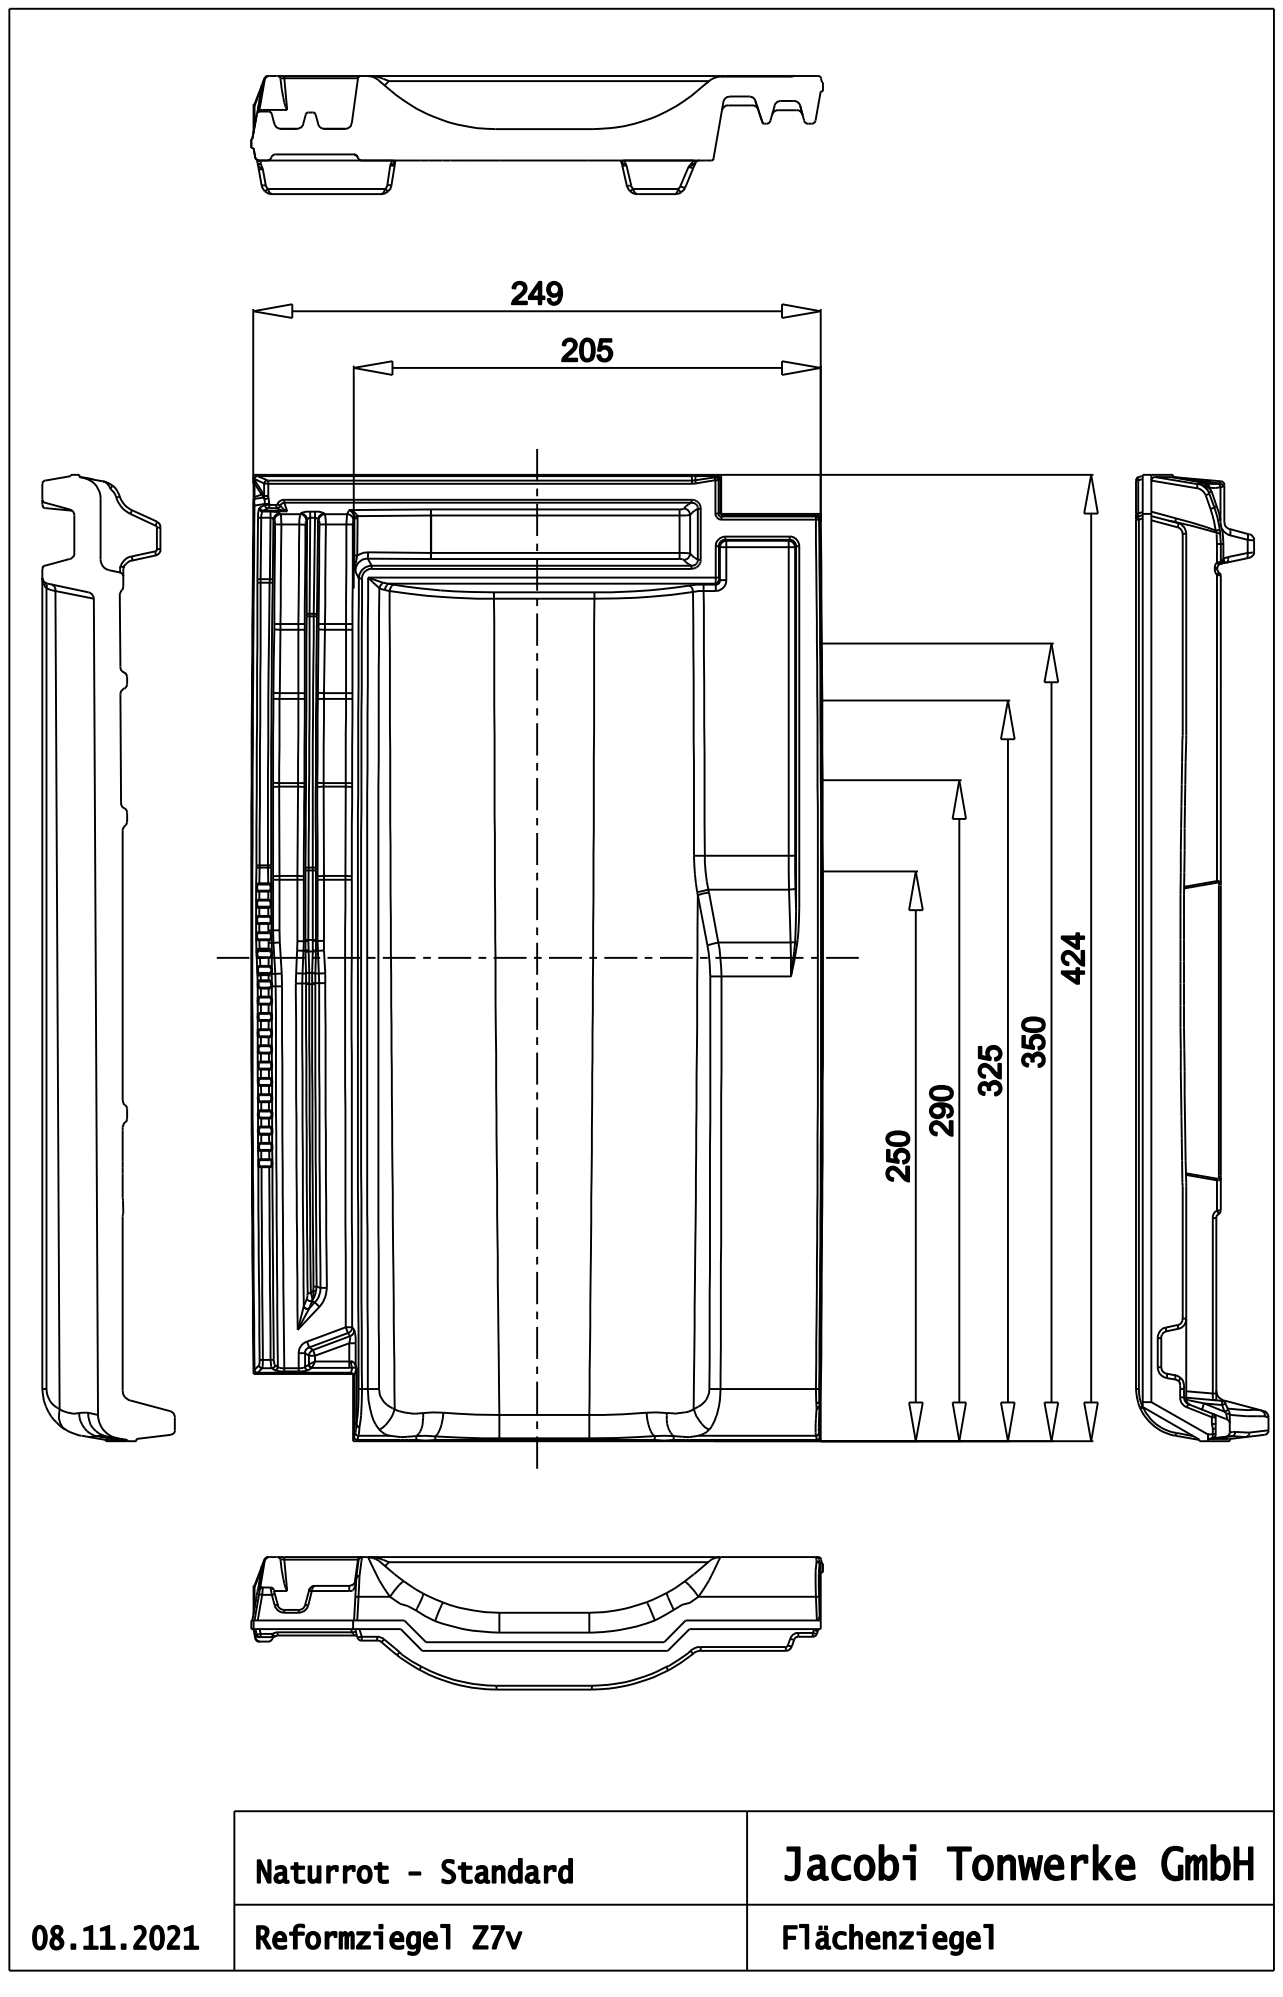 249
205
424
350
325
290
250
Naturrot - Standard
Jacobi Tonwerke GmbH
08.11.2021
Reformziegel Z7v
Flächenziegel